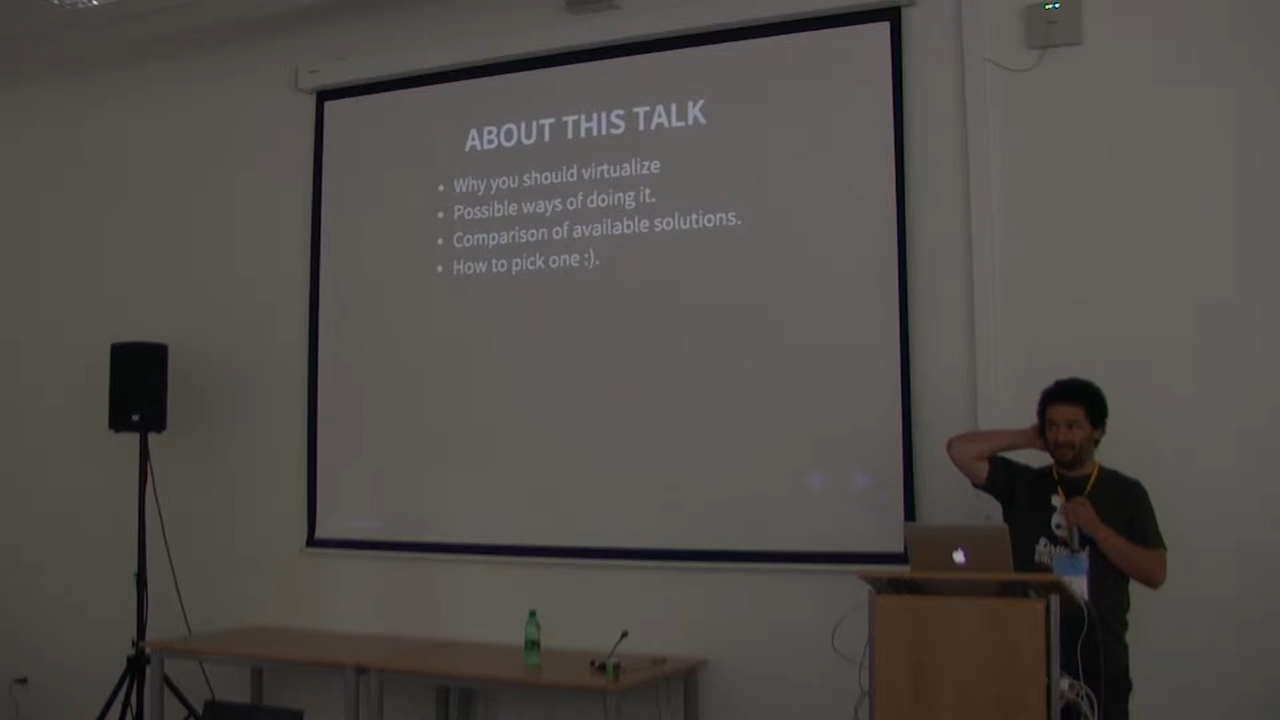 ABOUT THIS TALK
• Why you should virtualize
• Possible ways of doing it.
• Comparison of available solutions.
• How to pick one :).